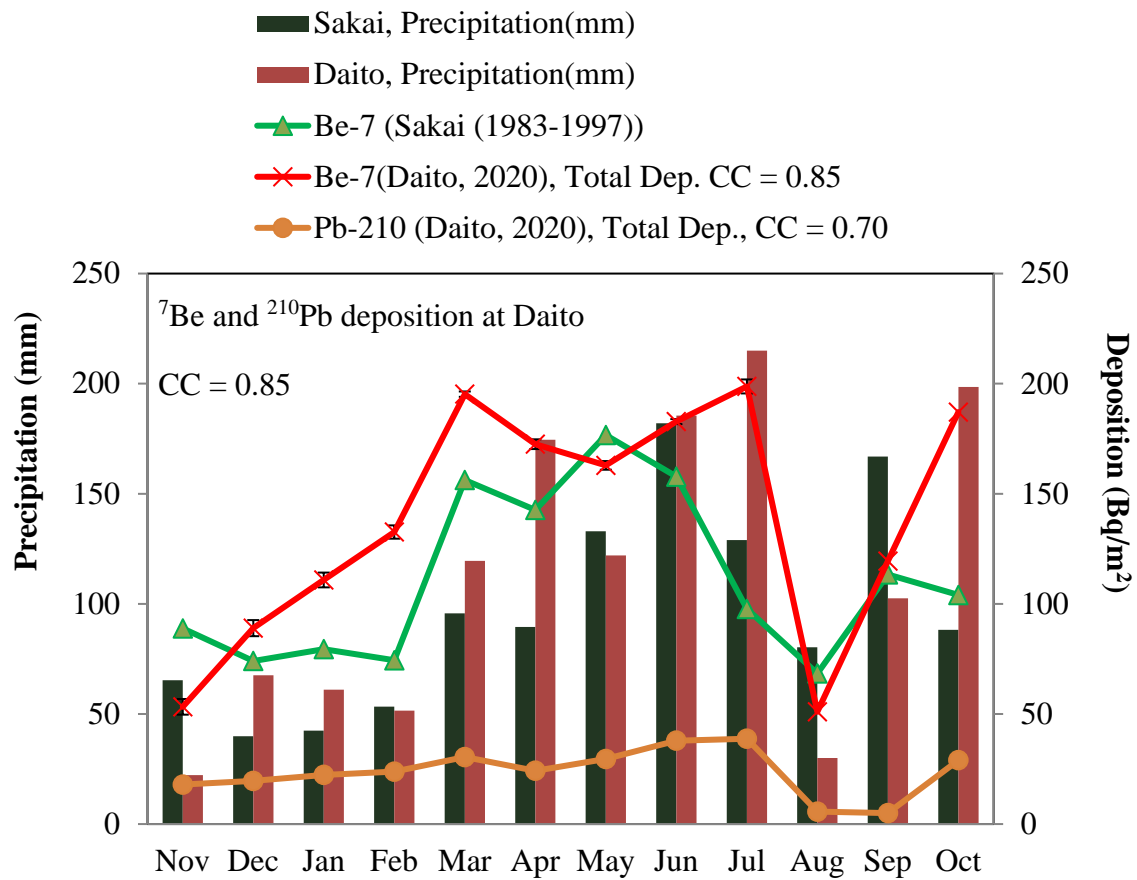 Sakai, Precipitation(mm)
Daito, Precipitation(mm)
Be-7 (Sakai (1983-1997))
Be-7(Daito, 2020), Total Dep. CC = 0.85
Pb-210 (Daito, 2020), Total Dep., CC = 0.70
⁷Be and ²¹⁰Pb deposition at Daito
CC = 0.85
Precipitation (mm)
250
200
150
100
50
0
250
200
150
100
50
0
Deposition (Bq/m²)
Nov Dec Jan Feb Mar Apr May Jun Jul Aug Sep Oct